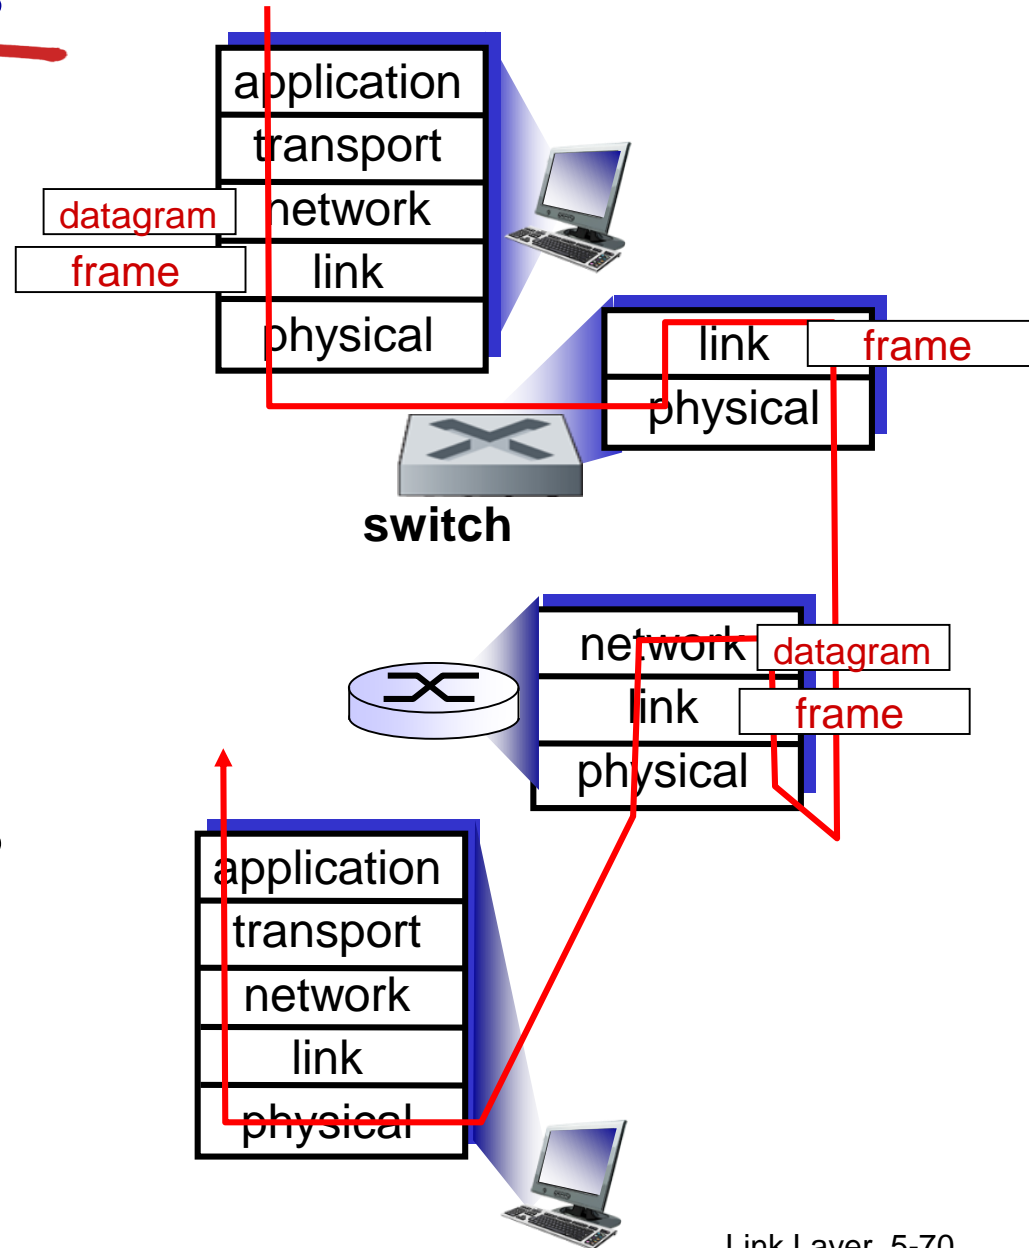 application
transport
datagram
network
frame
link
physical
link
frame
physical
switch
network
datagram
link
frame
physical
application
transport
network
link
physical
Link Layer 5-70